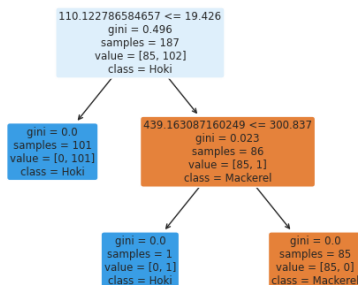 110.122786584657 <= 19.426
gini = 0.496
samples = 187
value = [85, 102]
class = Hoki
gini = 0.0
samples = 101
value = [0, 101]
class = Hoki
439.163087160249 <= 300.837
gini = 0.023
samples = 86
value = [85, 1]
class = Mackerel
gini = 0.0
samples = 1
value = [0, 1]
class = Hoki
gini = 0.0
samples = 85
value = [85, 0]
class = Mackerel